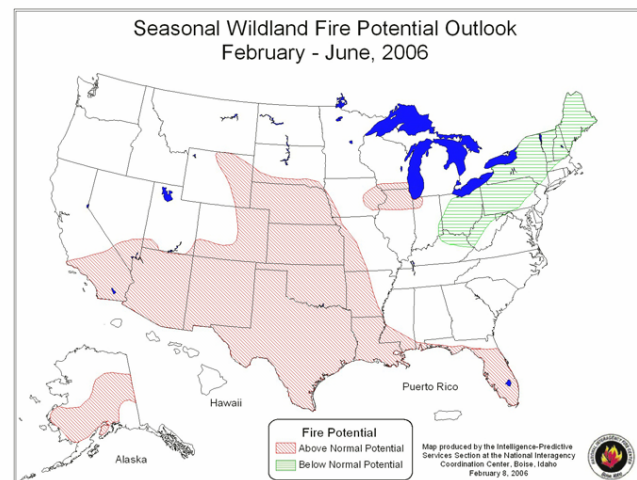 Seasonal Wildland Fire Potential Outlook
February - June, 2006
Puerto Rico
Hawaii
Alaska
Fire Potential
Above Normal Potential
Below Normal Potential
Map produced by the Intelligence-Predictive
Services Section at the National Interagency
Coordination Center, Boise, Idaho
February 8, 2006